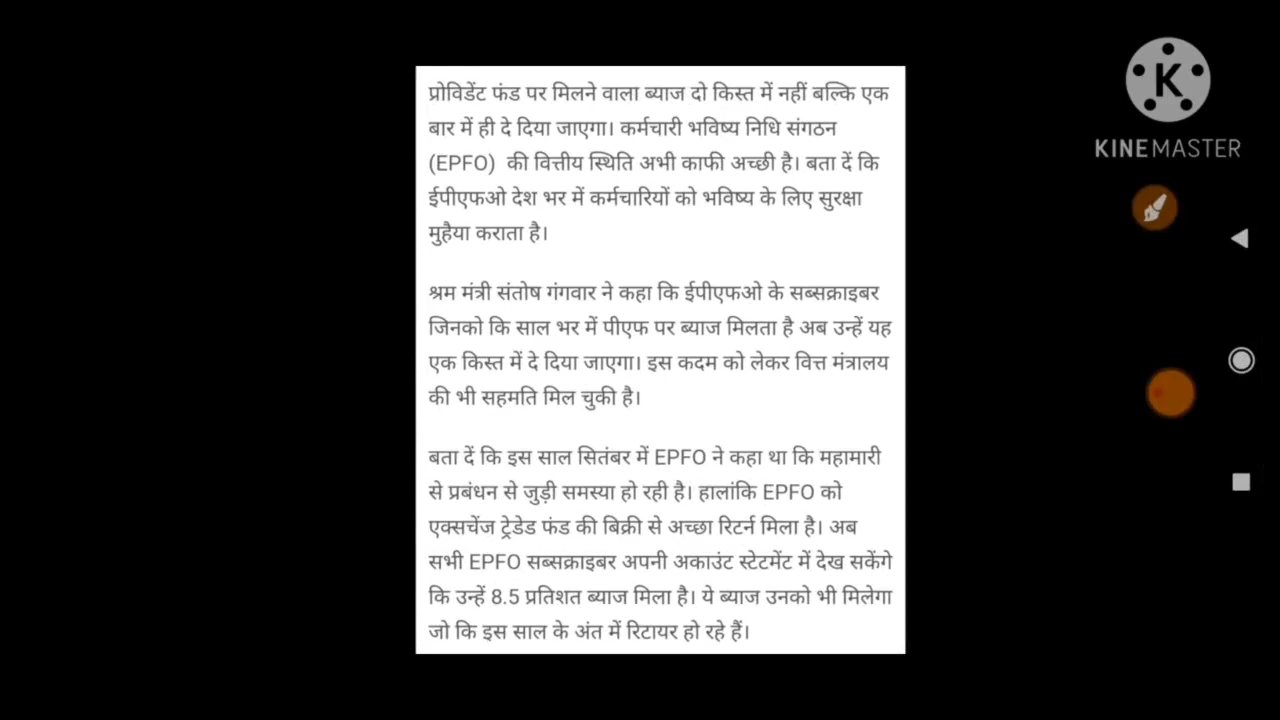 प्रोविडेंट फंड पर मिलने वाला ब्याज दो किस्त में नहीं बल्कि एक
बार में ही दे दिया जाएगा। कर्मचारी भविष्य निधि संगठन
(EPFO) की वित्तीय स्थिति अभी काफी अच्छी है। बता दें कि
ईपीएफओ देश भर में कर्मचारियों को भविष्य के लिए सुरक्षा
मुहैया कराता है।
श्रम मंत्री संतोष गंगवार ने कहा कि ईपीएफओ के सब्सक्राइबर
जिनको कि साल भर में पीएफ पर ब्याज मिलता है अब उन्हें यह
एक किस्त में दे दिया जाएगा। इस कदम को लेकर वित्त मंत्रालय
की भी सहमति मिल चुकी है।
बता दें कि इस साल सितंबर में EPFO ने कहा था कि महामारी
से प्रबंधन से जुड़ी समस्या हो रही है। हालांकि EPFO को
एक्सचेंज ट्रेडेड फंड की बिक्री से अच्छा रिटर्न मिला है। अब
सभी EPFO सब्सक्राइबर अपनी अकाउंट स्टेटमेंट में देख सकेंगे
कि उन्हें 8.5 प्रतिशत ब्याज मिला है। ये ब्याज उनको भी मिलेगा
जो कि इस साल के अंत में रिटायर हो रहे हैं।
K
KINEMASTER